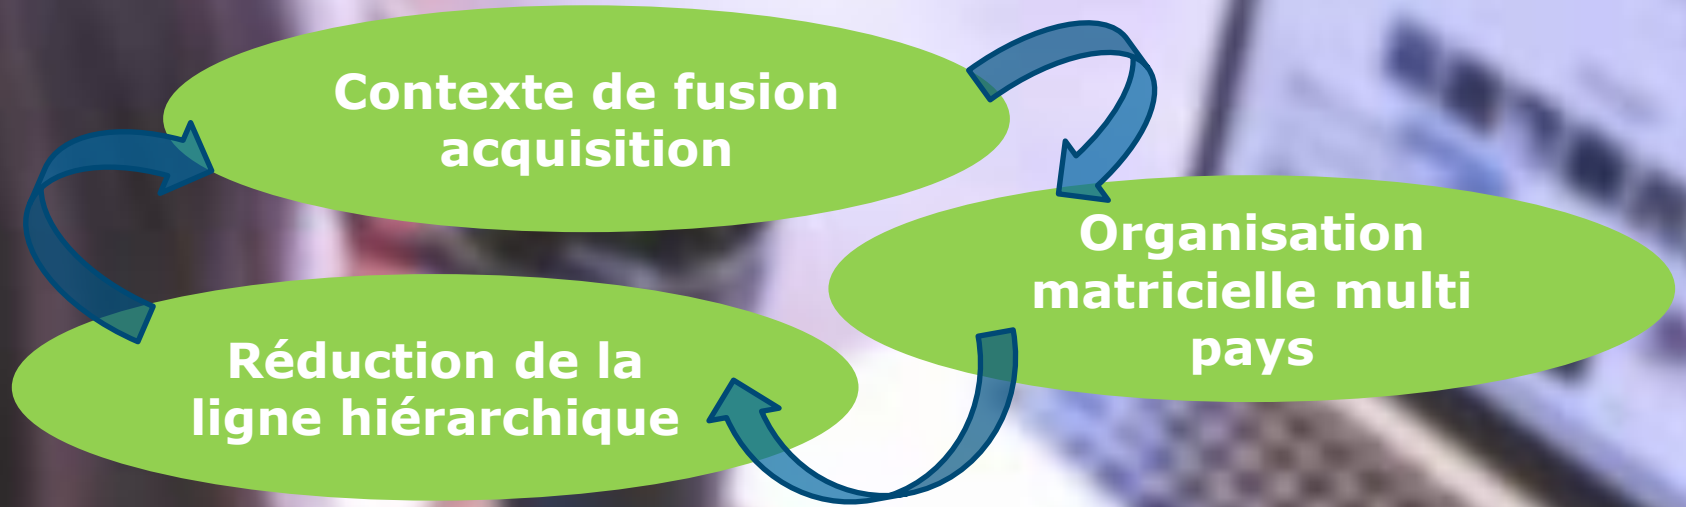 Contexte de fusion
acquisition
Organisation
matricielle multi
pays
Réduction de la
ligne hiérarchique